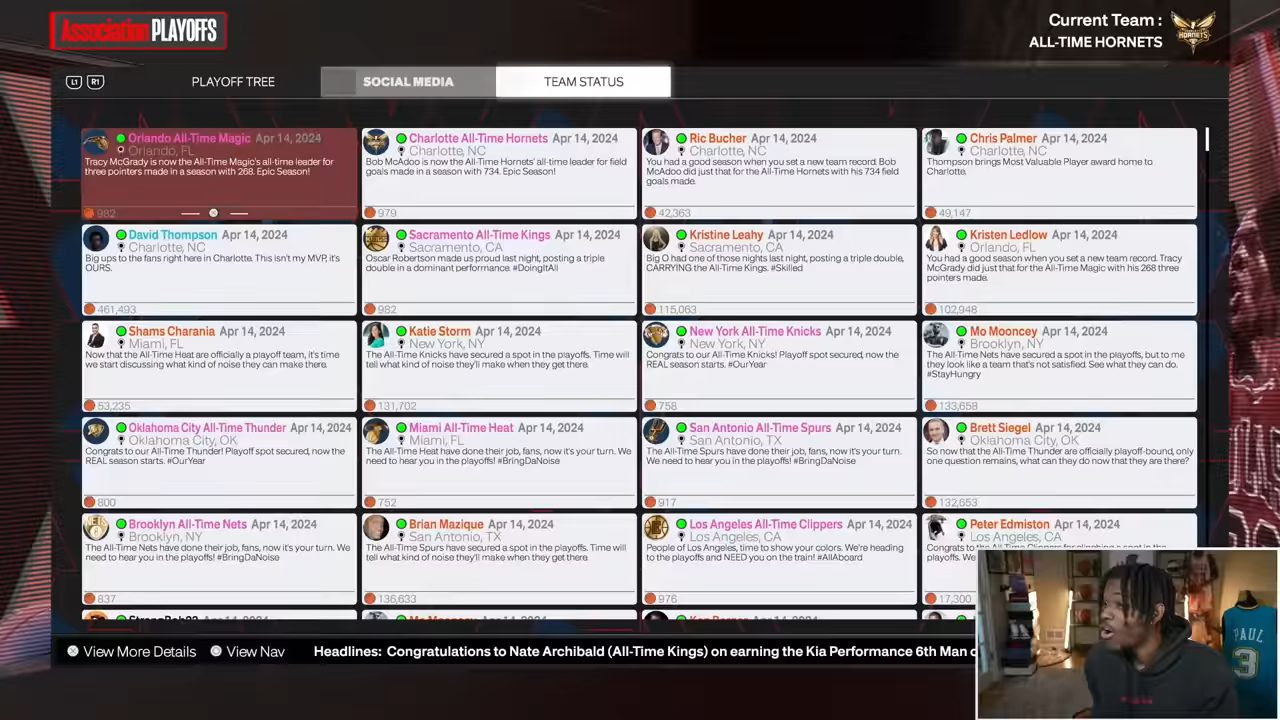 Association PLAYOFFS
Current Team :
ALL-TIME HORNETS
HORNETS
L1 R1
PLAYOFF TREE
SOCIAL MEDIA
TEAM STATUS
Orlando All-Time Magic Apr 14, 2024
Orlando, FL
Tracy McGrady is now the All-Time Magic's all-time leader for
three pointers made in a season with 268. Epic Season!
982
Charlotte All-Time Hornets Apr 14, 2024
Charlotte, NC
Bob McAdoo is now the All-Time Hornets' all-time leader for field
goals made in a season with 734. Epic Season!
979
Ric Bucher Apr 14, 2024
Charlotte, NC
You had a good season when you set a new team record. Bob
McAdoo did just that for the All-Time Hornets with his 734 field
goals made.
42,363
Chris Palmer Apr 14, 2024
Charlotte, NC
Thompson brings Most Valuable Player award home to
Charlotte.
49,147
David Thompson Apr 14, 2024
Charlotte, NC
Big ups to the fans right here in Charlotte. This isn't my MVP, it's
OURS.
461,493
Sacramento All-Time Kings Apr 14, 2024
Sacramento, CA
Oscar Robertson made us proud last night, posting a triple
double in a dominant performance. #DoingItAll
982
Kristine Leahy Apr 14, 2024
Sacramento, CA
Big O had one of those nights last night, posting a triple double,
CARRYING the All-Time Kings. #Skilled
115,063
Kristen Ledlow Apr 14, 2024
Orlando, FL
You had a good season when you set a new team record. Tracy
McGrady did just that for the All-Time Magic with his 268 three
pointers made.
102,948
Shams Charania Apr 14, 2024
Miami, FL
Now that the All-Time Heat are officially a playoff team, it's time
we start discussing what kind of noise they can make there.
53,235
Katie Storm Apr 14, 2024
New York, NY
The All-Time Knicks have secured a spot in the playoffs. Time will
tell what kind of noise they'll make when they get there.
131,702
New York All-Time Knicks Apr 14, 2024
New York, NY
Congrats to our All-Time Knicks! Playoff spot secured, now the
REAL season starts. #OurYear
758
Mo Mooncey Apr 14, 2024
Brooklyn, NY
The All-Time Nets have secured a spot in the playoffs, but to me
they look like a team that's not satisfied. See what they can do.
#StayHungry
133,658
Oklahoma City All-Time Thunder Apr 14, 2024
Oklahoma City, OK
Congrats to our All-Time Thunder! Playoff spot secured, now the
REAL season starts. #OurYear
800
Miami All-Time Heat Apr 14, 2024
Miami, FL
The All-Time Heat have done their job, fans, now it's your turn. We
need to hear you in the playoffs! #BringDaNoise
752
San Antonio All-Time Spurs Apr 14, 2024
San Antonio, TX
The All-Time Spurs have done their job, fans, now it's your turn.
We need to hear you in the playoffs! #BringDaNoise
917
Brett Siegel Apr 14, 2024
Oklahoma City, OK
So now that the All-Time Thunder are officially playoff-bound, only
one question remains, what can they do now that they are there?
132,653
Brooklyn All-Time Nets Apr 14, 2024
Brooklyn, NY
The All-Time Nets have done their job, fans, now it's your turn. We
need to hear you in the playoffs! #BringDaNoise
837
Brian Mazique Apr 14, 2024
San Antonio, TX
The All-Time Spurs have secured a spot in the playoffs. Time will
tell what kind of noise they'll make when they get there
136,633
Los Angeles All-Time Clippers Apr 14, 2024
Los Angeles, CA
People of Los Angeles, time to show your colors. We're heading
to the playoffs and NEED you on the train! #AllAboard
976
Peter Edmiston Apr 14, 2024
Los Angeles, CA
Congrats to the All-Time Clippers for clinching a spot in the
playoffs. We
17,300
View More Details
View Nav
Headlines: Congratulations to Nate Archibald (All-Time Kings) on earning the Kia Performance 6th Man o
PAUL
3